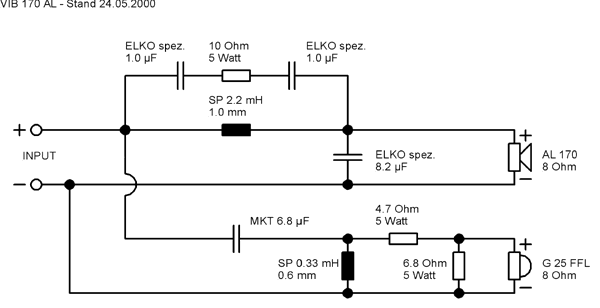 VIB 170 AL - Stand 24.05.2000
ELKO spez.
1.0 µF
10 Ohm
5 Watt
ELKO spez.
1.0 µF
SP 2.2 mH
1.0 mm
+
INPUT
−
ELKO spez.
8.2 µF
+
AL 170
8 Ohm
−
MKT 6.8 µF
4.7 Ohm
5 Watt
SP 0.33 mH
0.6 mm
6.8 Ohm
5 Watt
+
G 25 FFL
8 Ohm
−